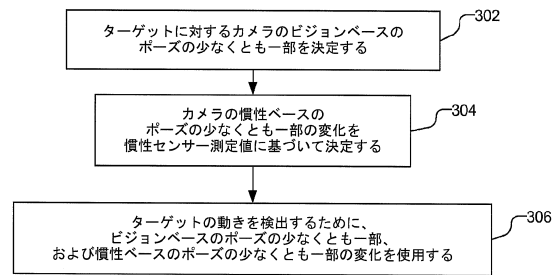 ターゲットに対するカメラのビジョンベースの
ポーズの少なくとも一部を決定する
302
カメラの慣性ベースの
ポーズの少なくとも一部の変化を
慣性センサー測定値に基づいて決定する
304
ターゲットの動きを検出するために、
ビジョンベースのポーズの少なくとも一部、
および慣性ベースのポーズの少なくとも一部の変化を使用する
306